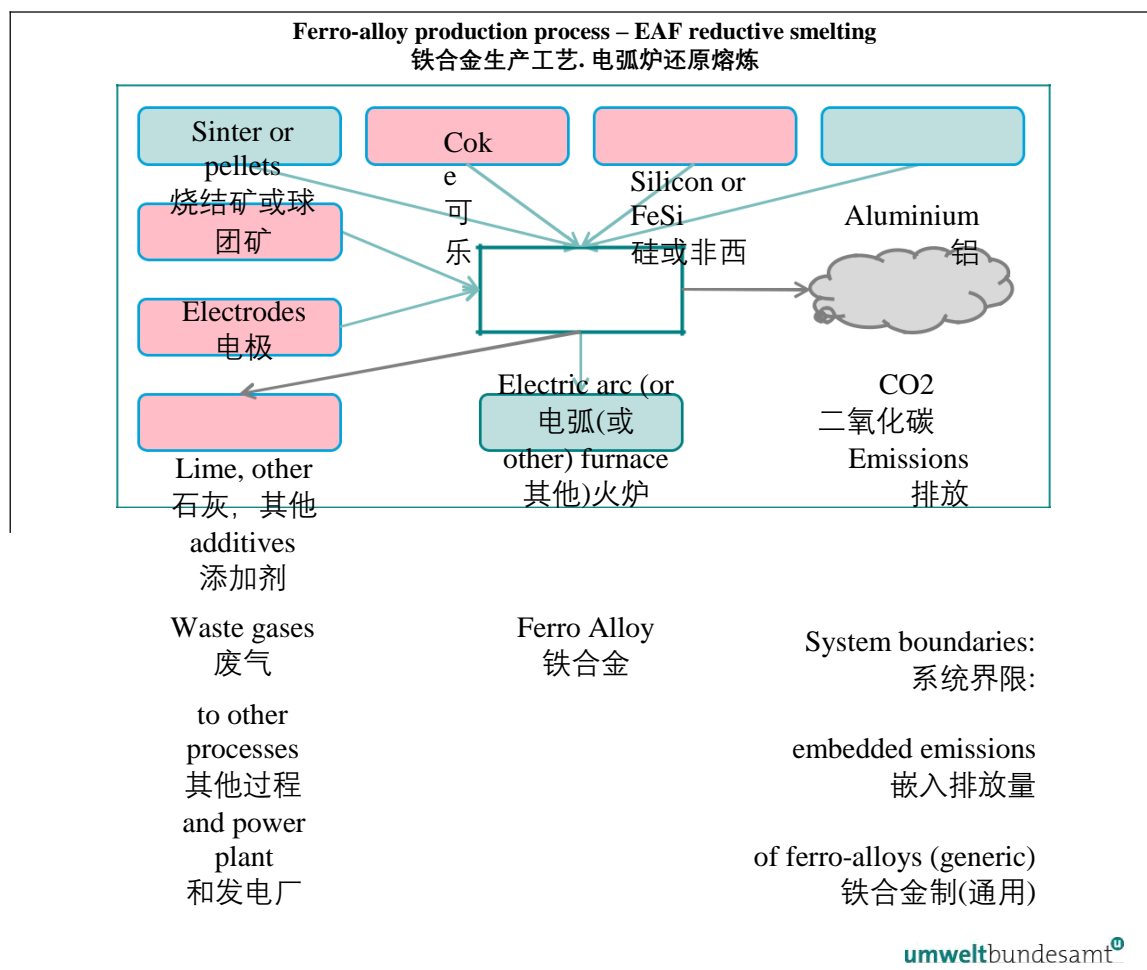 Ferro-alloy production process – EAF reductive smelting
铁合金生产工艺. 电弧炉还原熔炼
Sinter or
pellets
烧结矿或球
团矿
Cok
e
可
乐
Silicon or
FeSi
硅或非西
Aluminium
铝
Electrodes
电极
Electric arc (or
电弧(或
other) furnace
其他)火炉
CO2
二氧化碳
Emissions
排放
Lime, other
石灰，其他
additives
添加剂
Waste gases
废气
to other
processes
其他过程
and power
plant
和发电厂
Ferro Alloy
铁合金
System boundaries:
系统界限:
embedded emissions
嵌入排放量
of ferro-alloys (generic)
铁合金制(通用)
umweltbundesamt
u